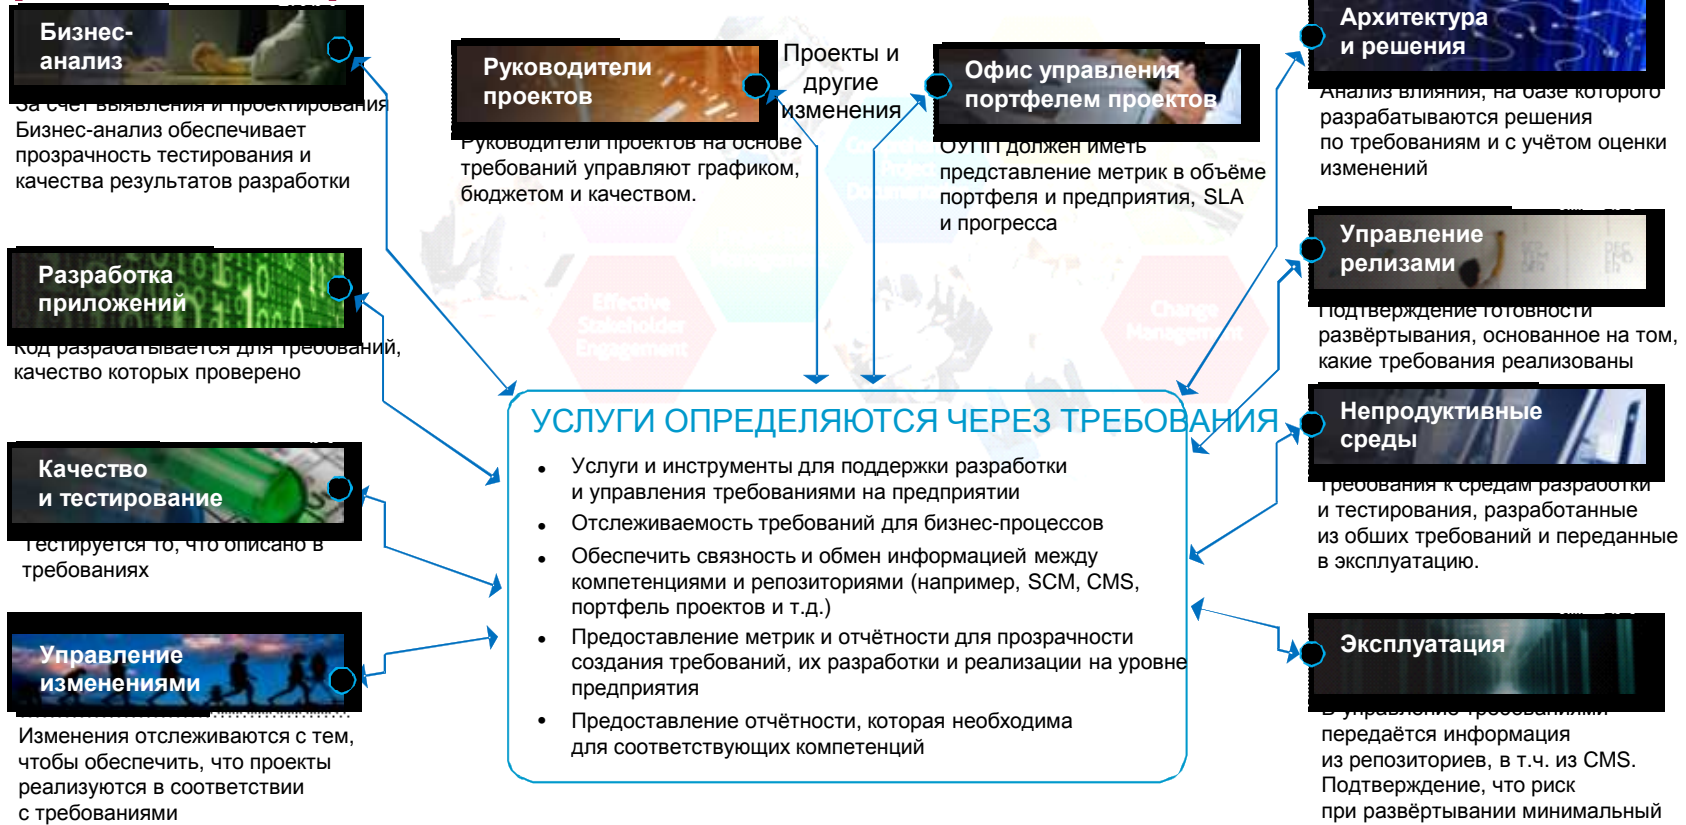 Бизнес-
анализ
За счёт выявления и проектирования
Бизнес-анализ обеспечивает
прозрачность тестирования и
качества результатов разработки
Руководители
проектов
Руководители проектов на основе
требований управляют графиком,
бюджетом и качеством.
Проекты и
другие
изменения
Офис управления
портфелем проектов
ОУПП должен иметь
представление метрик в объёме
портфеля и предприятия, SLA
и прогресса
Архитектура
и решения
Анализ влияния, на базе которого
разрабатываются решения
по требованиям и с учётом оценки
изменений
Разработка
приложений
Код разрабатывается для требований,
качество которых проверено
Effective
Stakeholder
Engagement
Change
Management
Управление
релизами
Подтверждение готовности
развёртывания, основанное на том,
какие требования реализованы
Качество
и тестирование
Тестируется то, что описано в
требованиях
УСЛУГИ ОПРЕДЕЛЯЮТСЯ ЧЕРЕЗ ТРЕБОВАНИЯ
• Услуги и инструменты для поддержки разработки
и управления требованиями на предприятии
• Отслеживаемость требований для бизнес-процессов
• Обеспечить связность и обмен информацией между
компетенциями и репозиториями (например, SCM, CMS,
портфель проектов и т.д.)
• Предоставление метрик и отчётности для прозрачности
создания требований, их разработки и реализации на уровне
предприятия
• Предоставление отчётности, которая необходима
для соответствующих компетенций
Непродуктивные
среды
Требования к средам разработки
и тестирования, разработанные
из обших требований и переданные
в эксплуатацию.
Управление
изменениями
Изменения отслеживаются с тем,
чтобы обеспечить, что проекты
реализуются в соответствии
с требованиями
Эксплуатация
В управление требованиями
передаётся информация
из репозиториев, в т.ч. из CMS.
Подтверждение, что риск
при развёртывании минимальный